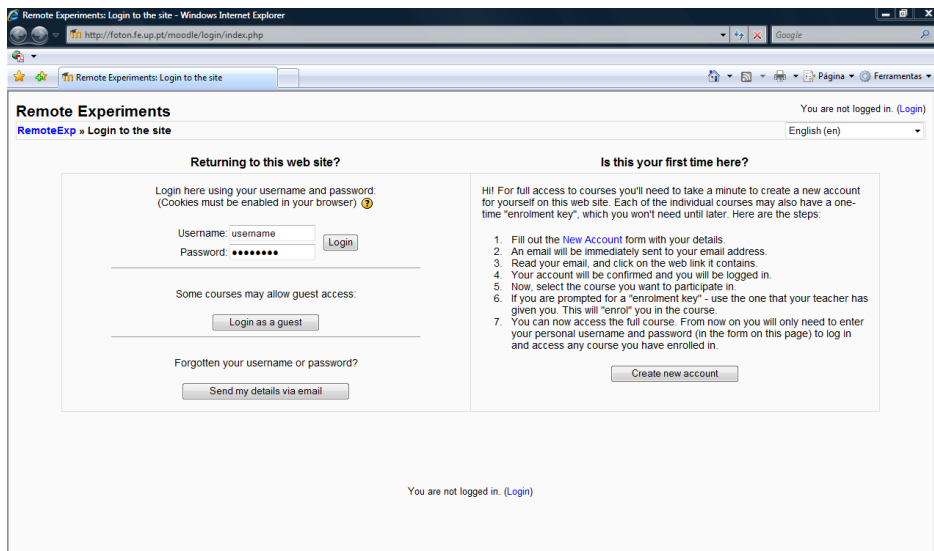 Remote Experiments: Login to the site - Windows Internet Explorer
http://foton.fe.up.pt/moodle/login/index.php
Google
Remote Experiments: Login to the site
Página
Ferramentas
Remote Experiments
You are not logged in. (Login)
RemoteExp » Login to the site
English (en)
Returning to this web site?
Login here using your username and password:
(Cookies must be enabled in your browser) ?
Username: username
Password: ●●●●●●●●
Login
Some courses may allow guest access:
Login as a guest
Forgotten your username or password?
Send my details via email
Is this your first time here?
Hi! For full access to courses you'll need to take a minute to create a new account
for yourself on this web site. Each of the individual courses may also have a one-
time "enrolment key", which you won't need until later. Here are the steps:
1. Fill out the New Account form with your details.
2. An email will be immediately sent to your email address.
3. Read your email, and click on the web link it contains.
4. Your account will be confirmed and you will be logged in.
5. Now, select the course you want to participate in.
6. If you are prompted for a "enrolment key" - use the one that your teacher has
given you. This will "enrol" you in the course.
7. You can now access the full course. From now on you will only need to enter
your personal username and password (in the form on this page) to log in
and access any course you have enrolled in.
Create new account
You are not logged in. (Login)